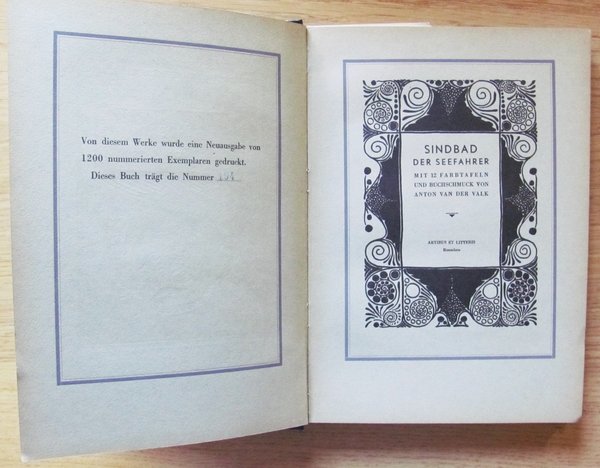 Von diesem Werke wurde eine Neuausgabe von
1200 nummerierten Exemplaren gedruckt.
Dieses Buch trägt die Nummer 194
SINDBAD
DER SEEFAHRER
MIT 12 FARBTAFELN
UND BUCHSCHMUCK VON
ANTON VAN DER VALK
ARTIBUS ET LITTERIS